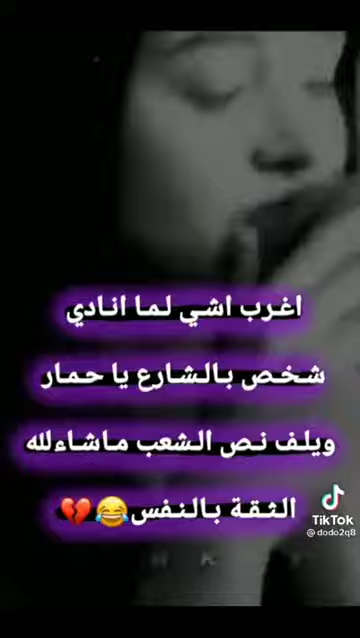 اغرب اشي لما انادي
شخص بالشارع يا حمار
ويلف نص الشعب ماشاءلله
الثقة بالنفس😂💔
TikTok
@dodo2q8